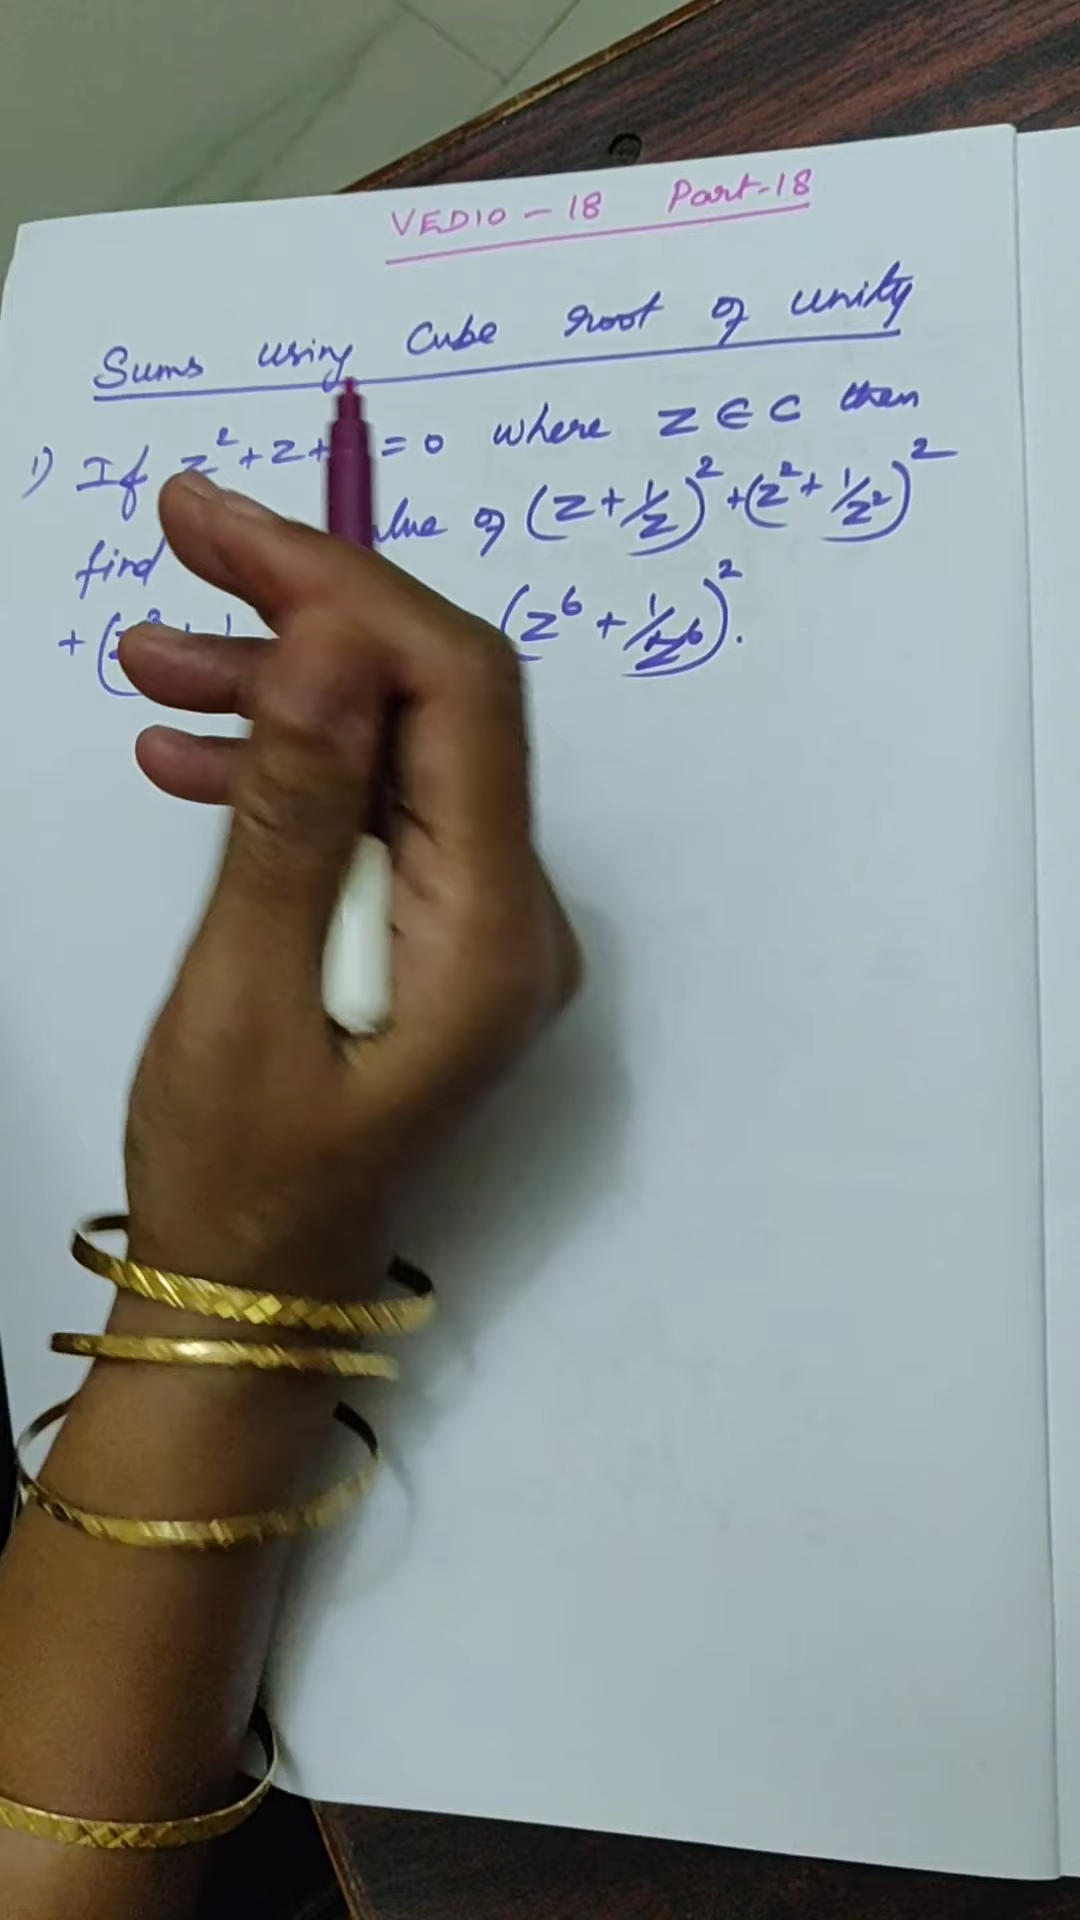 VEDIO - 18 Part-18
Sums using Cube root of unity
1) If z² + z + = 0 where z ∈ C then
find of (z + 1/z)² + (z² + 1/z²)²
+ ( (z⁶ + 1/z⁶)².